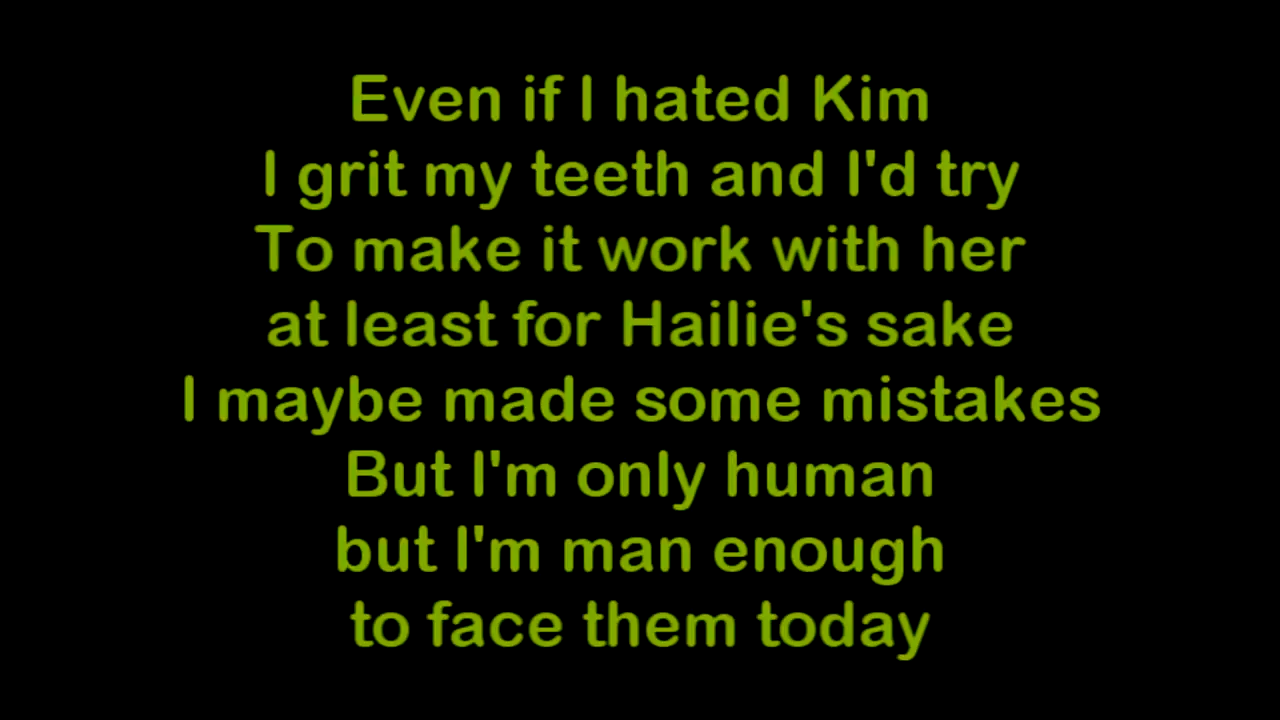 Even if I hated Kim
I grit my teeth and I'd try
To make it work with her
at least for Hailie's sake
I maybe made some mistakes
But I'm only human
but I'm man enough
to face them today